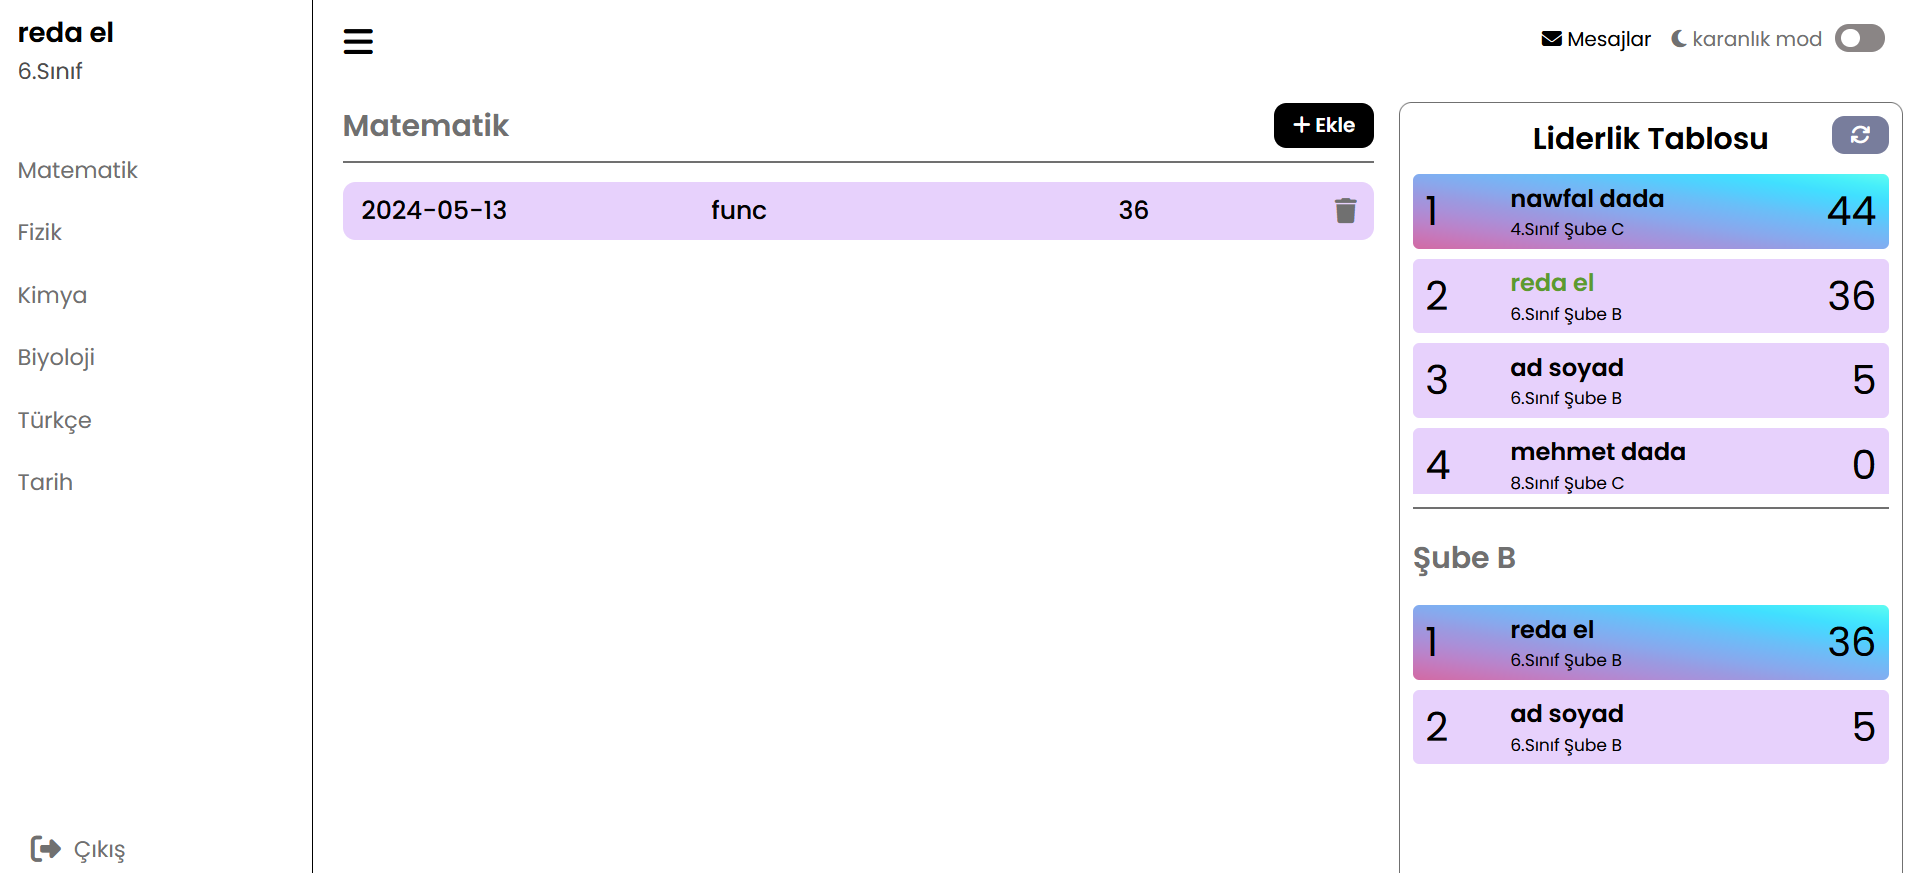 reda el
6.Sınıf
Matematik
Fizik
Kimya
Biyoloji
Türkçe
Tarih
Çıkış
Mesajlar karanlık mod
Matematik
Ekle
2024-05-13 func 36
Liderlik Tablosu
1 nawfal dada 44
4.Sınıf Şube C
2 reda el 36
6.Sınıf Şube B
3 ad soyad 5
6.Sınıf Şube B
4 mehmet dada 0
8.Sınıf Şube C
Şube B
1 reda el 36
6.Sınıf Şube B
2 ad soyad 5
6.Sınıf Şube B